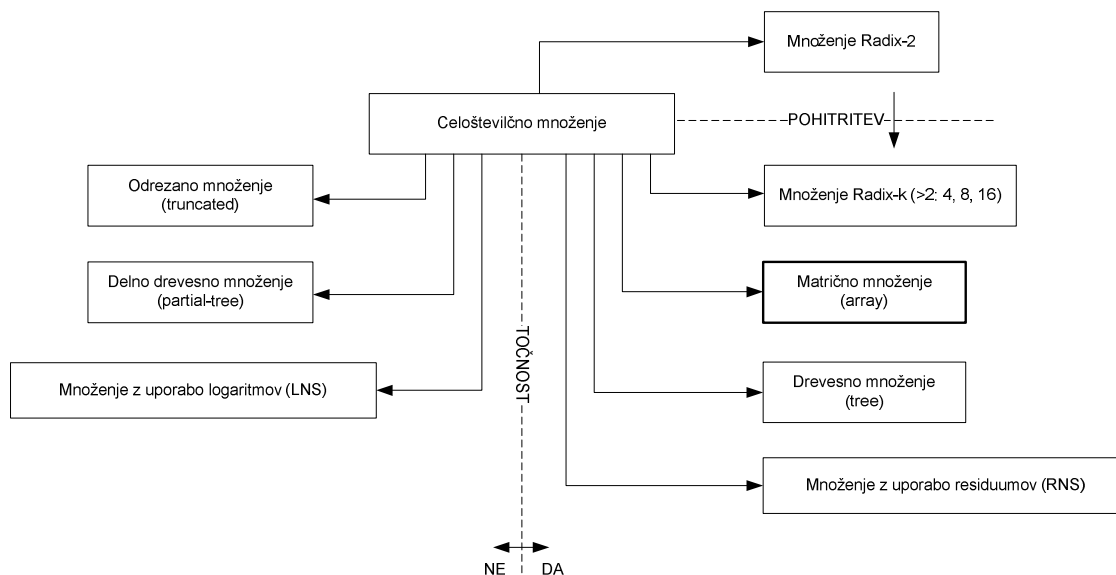 Množenje Radix-2
Celoštevilčno množenje
POHITRITEV
Odrezano množenje
(truncated)
Množenje Radix-k (>2: 4, 8, 16)
Delno drevesno množenje
(partial-tree)
Matrično množenje
(array)
TOČNOST
Množenje z uporabo logaritmov (LNS)
Drevesno množenje
(tree)
Množenje z uporabo residuumov (RNS)
NE DA